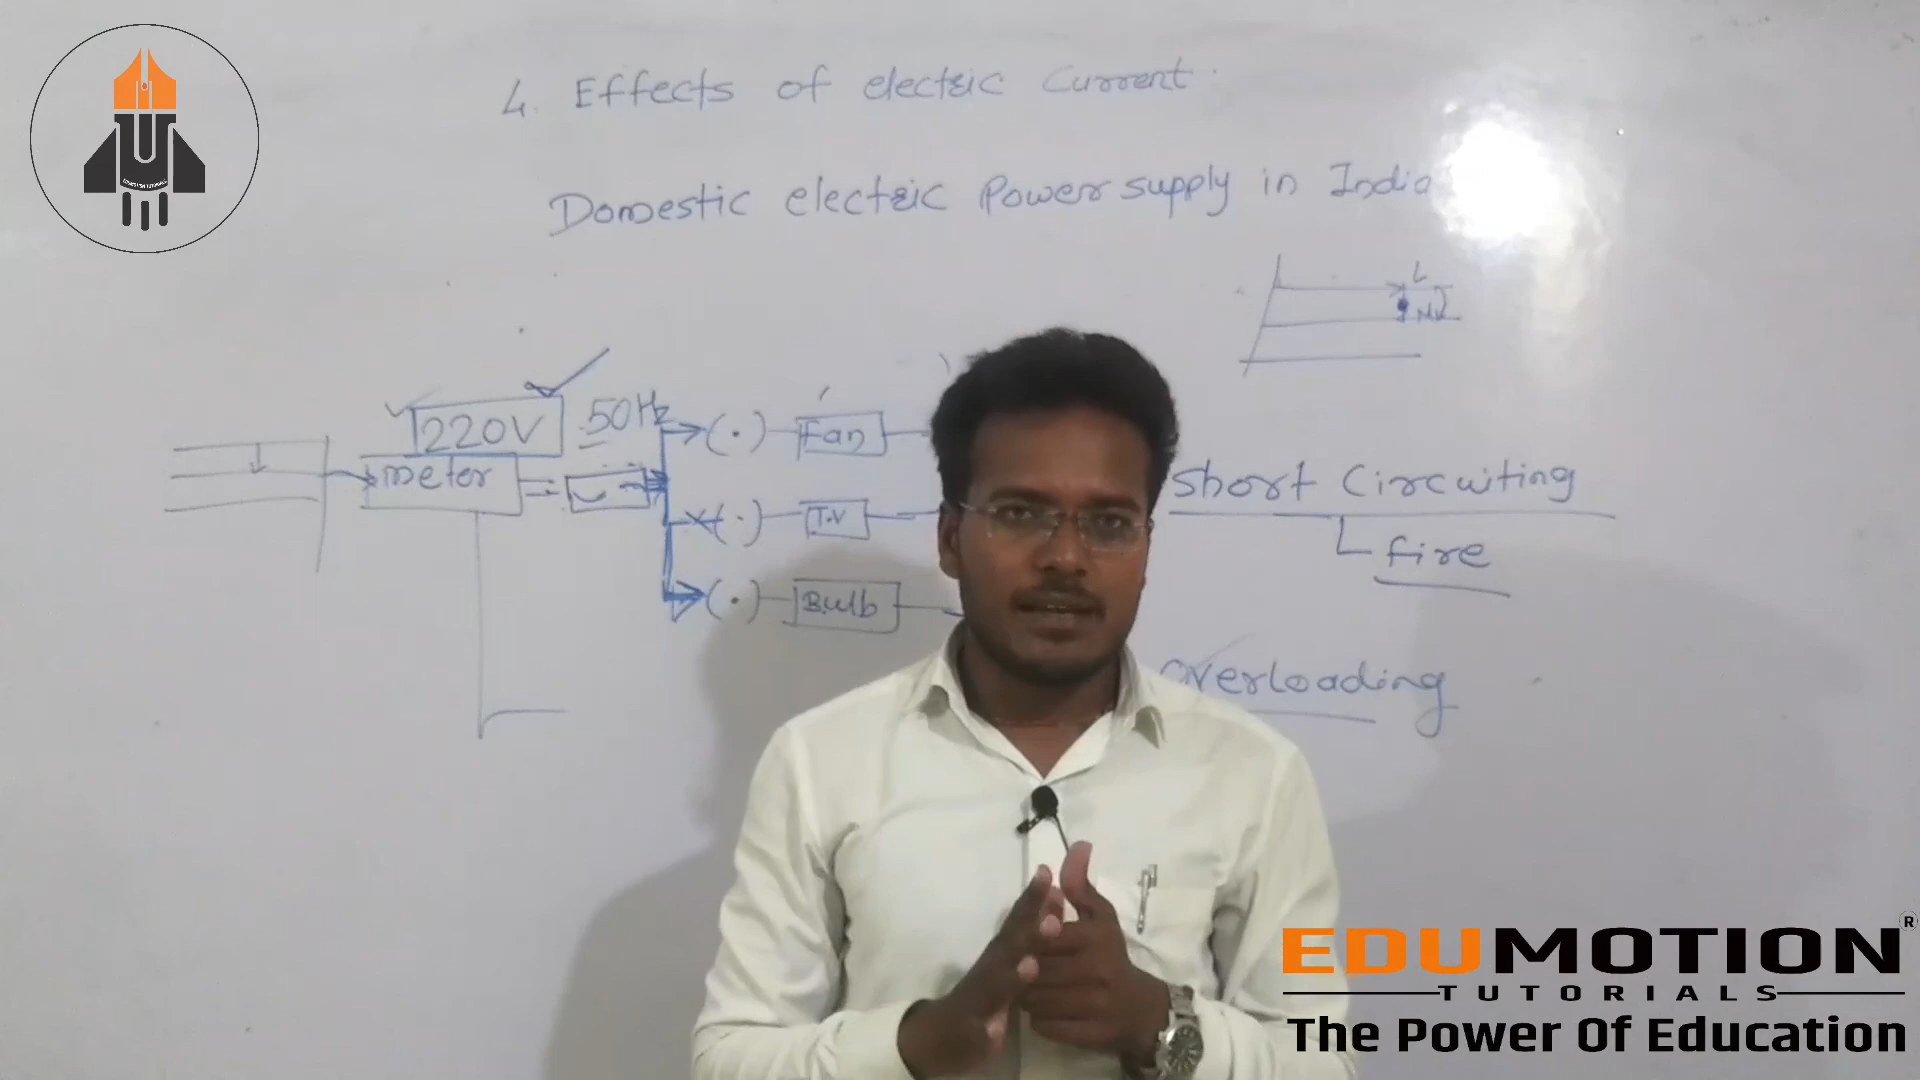 4. Effects of electric Current
Domestic electric Power supply in India
L
N
220V 50Hz
meter
Fan
T.V
Bulb
Short Circuiting
fire
overloading
EDUMOTION®
TUTORIALS
The Power Of Education